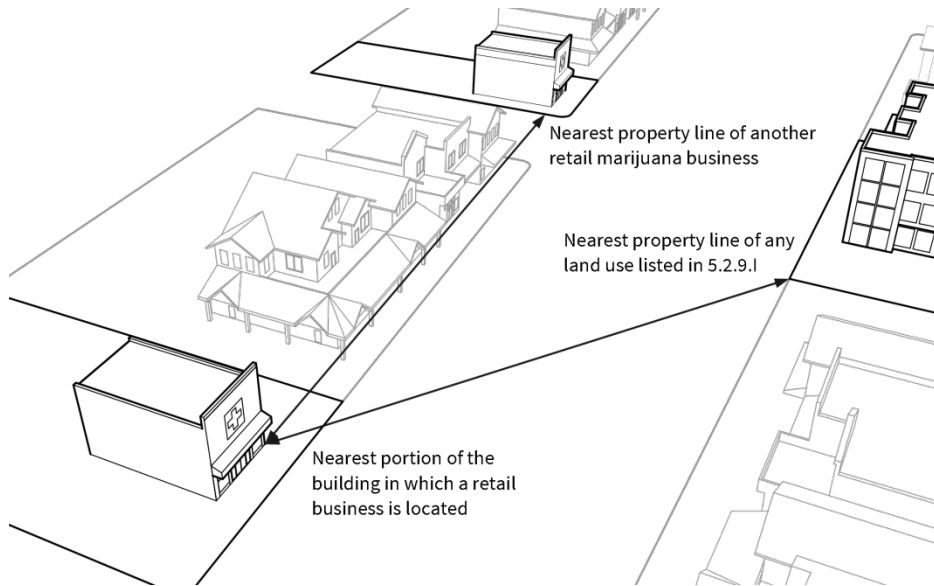 Nearest property line of another
retail marijuana business
Nearest property line of any
land use listed in 5.2.9.I
Nearest portion of the
building in which a retail
business is located